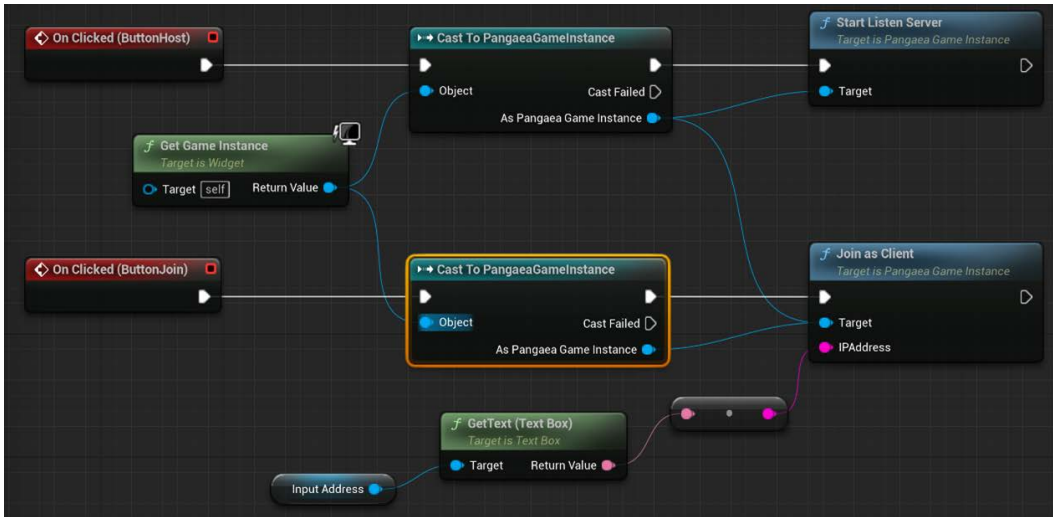 On Clicked (ButtonHost)
Cast To PangaeaGameInstance
Object
Cast Failed
As Pangaea Game Instance
f Start Listen Server
Target is Pangaea Game Instance
Target
f Get Game Instance
Target is Widget
Target self
Return Value
On Clicked (ButtonJoin)
Cast To PangaeaGameInstance
Object
Cast Failed
As Pangaea Game Instance
f Join as Client
Target is Pangaea Game Instance
Target
IPAddress
f GetText (Text Box)
Target is Text Box
Target
Return Value
Input Address